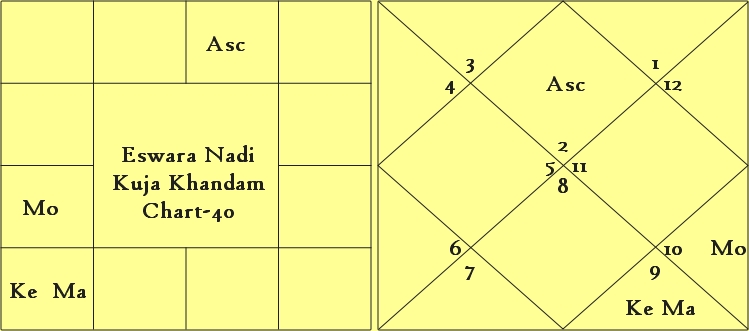 Asc
Eswara Nadi
Kuja Khandam
Chart-40
Mo
Ke Ma
3
1
4
Asc
12
2
5
11
8
6
10
Mo
7
9
Ke Ma